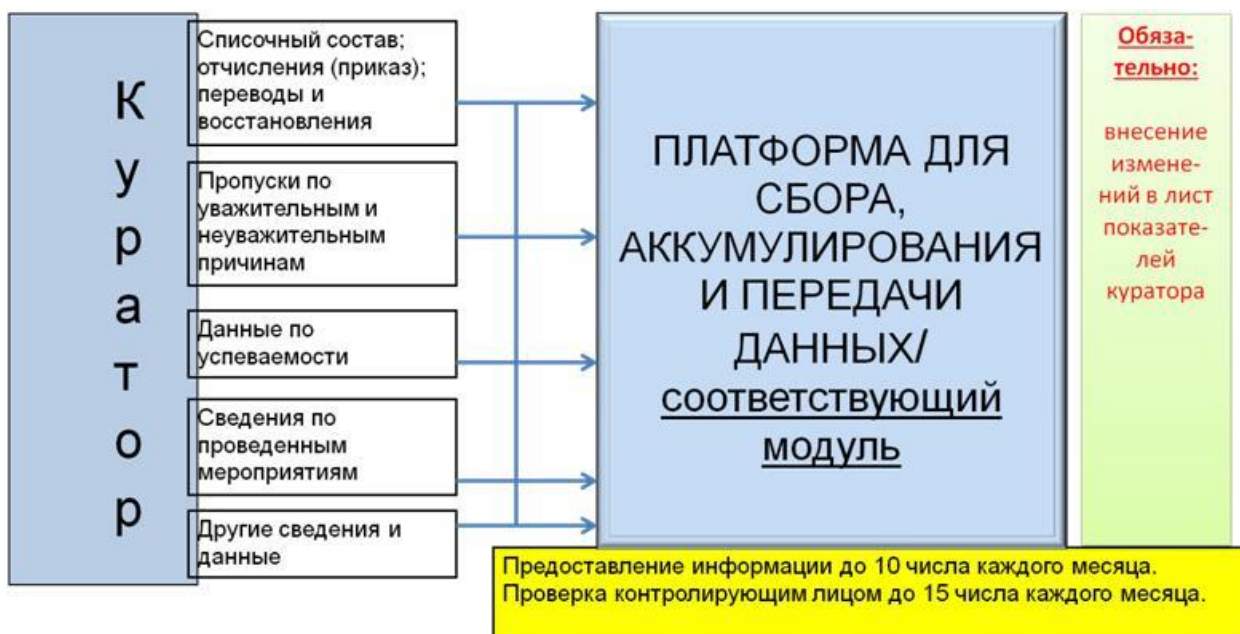 Куратор
Списочный состав;
отчисления (приказ);
переводы и
восстановления
Пропуски по
уважительным и
неуважительным
причинам
Данные по
успеваемости
Сведения по
проведенным
мероприятиям
Другие сведения и
данные
ПЛАТФОРМА ДЛЯ
СБОРА,
АККУМУЛИРОВАНИЯ
И ПЕРЕДАЧИ
ДАННЫХ/
соответствующий
модуль
Обяза-
тельно:
внесение
измене-
ний в лист
показате-
лей
куратора
Предоставление информации до 10 числа каждого месяца.
Проверка контролирующим лицом до 15 числа каждого месяца.